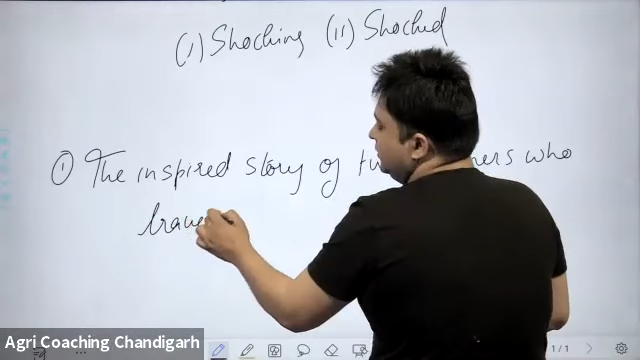 (I) Shocking (II) Shocked
① The inspired story of who
Agri Coaching Chandigarh
1/1